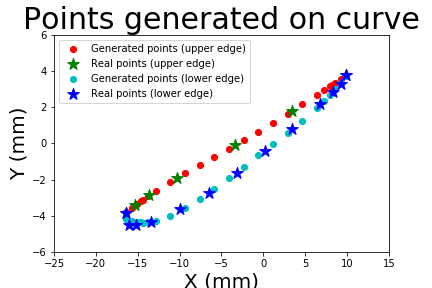 Points generated on curve
Generated points (upper edge)
Real points (upper edge)
Generated points (lower edge)
Real points (lower edge)
Y (mm)
6
4
2
0
−2
−4
−6
−25 −20 −15 −10 −5 0 5 10 15
X (mm)